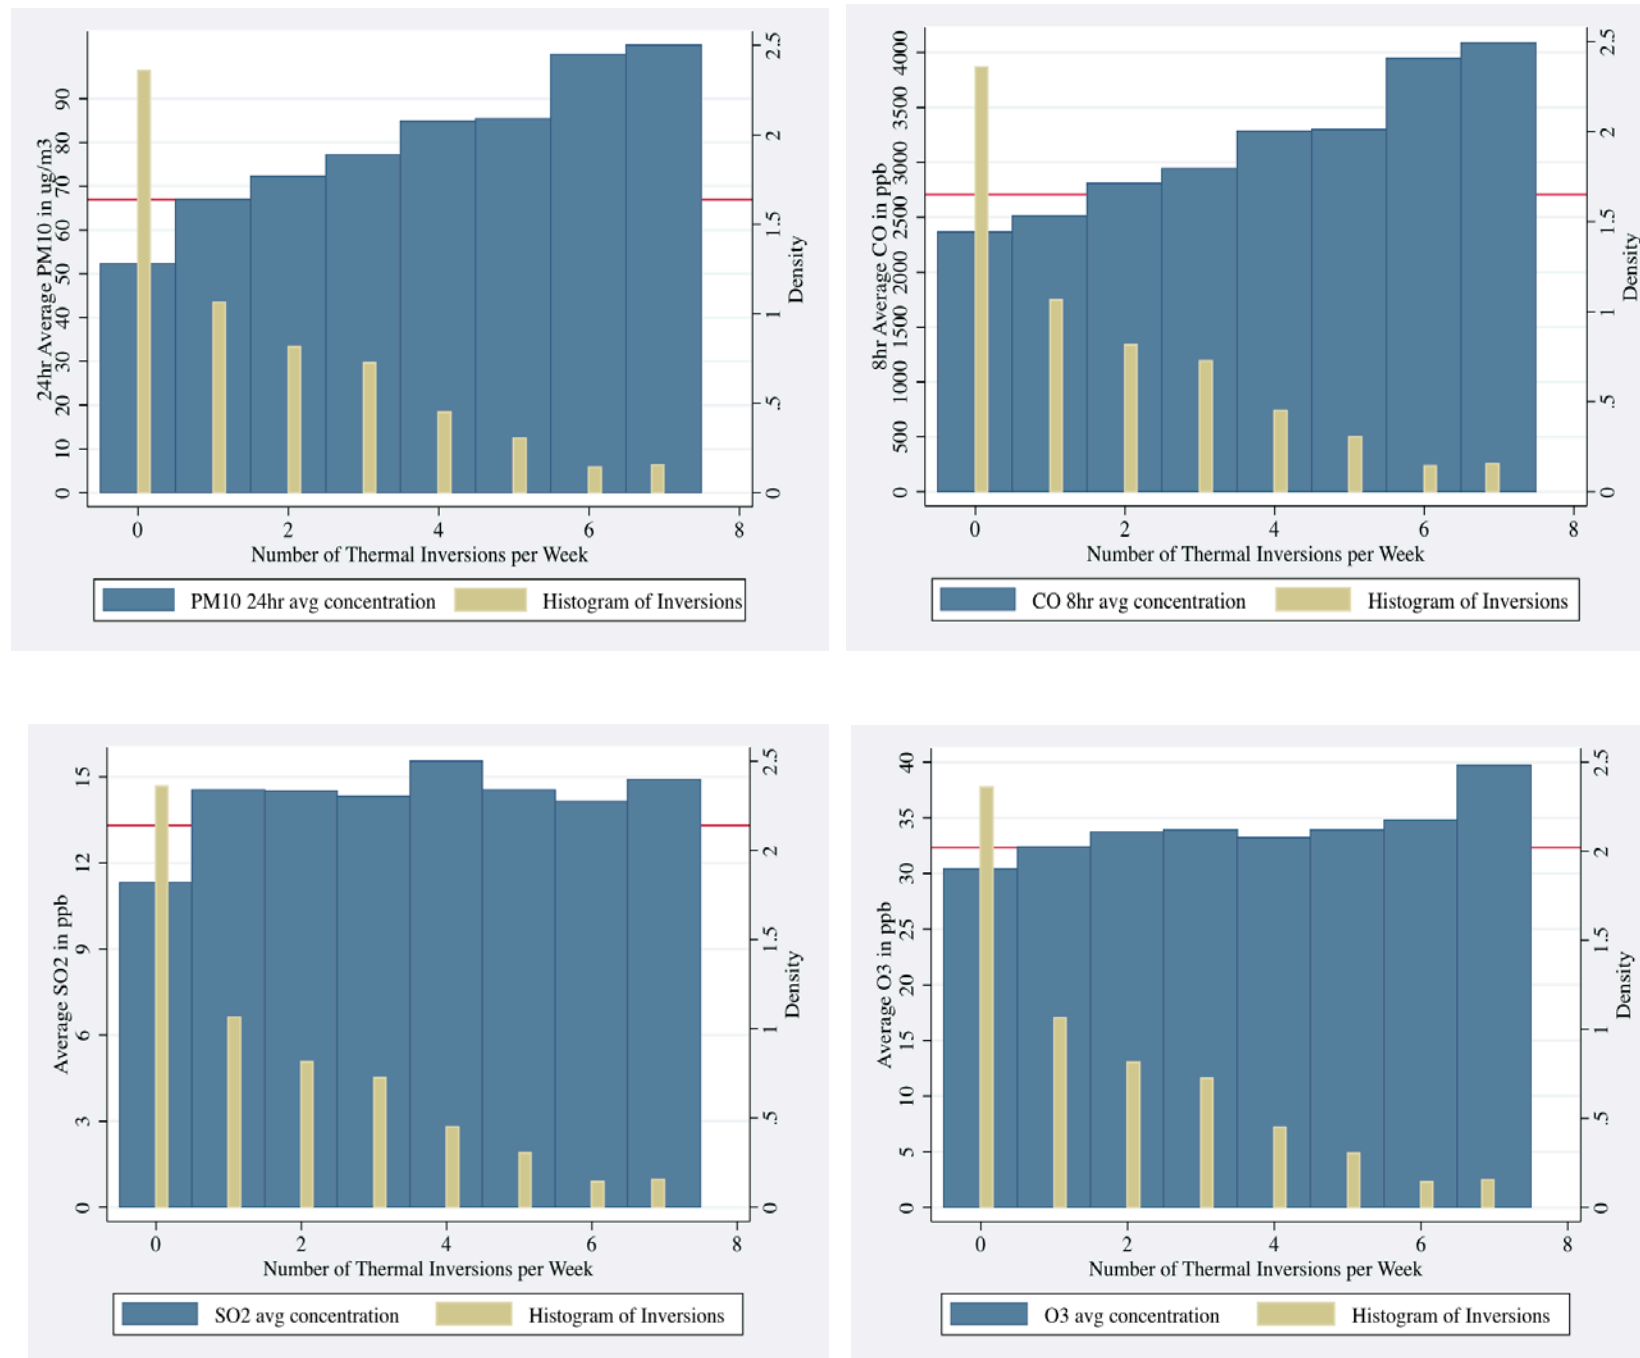 24hr Average PM10 in ug/m3
0 10 20 30 40 50 60 70 80 90
0 .5 1 1.5 2 2.5
Density
0 2 4 6 8
Number of Thermal Inversions per Week
PM10 24hr avg concentration Histogram of Inversions
8hr Average CO in ppb
0 500 1000 1500 2000 2500 3000 3500 4000
0 .5 1 1.5 2 2.5
Density
0 2 4 6 8
Number of Thermal Inversions per Week
CO 8hr avg concentration Histogram of Inversions
Average SO2 in ppb
0 3 6 9 12 15
0 .5 1 1.5 2 2.5
Density
0 2 4 6 8
Number of Thermal Inversions per Week
SO2 avg concentration Histogram of Inversions
Average O3 in ppb
0 5 10 15 20 25 30 35 40
0 .5 1 1.5 2 2.5
Density
0 2 4 6 8
Number of Thermal Inversions per Week
O3 avg concentration Histogram of Inversions